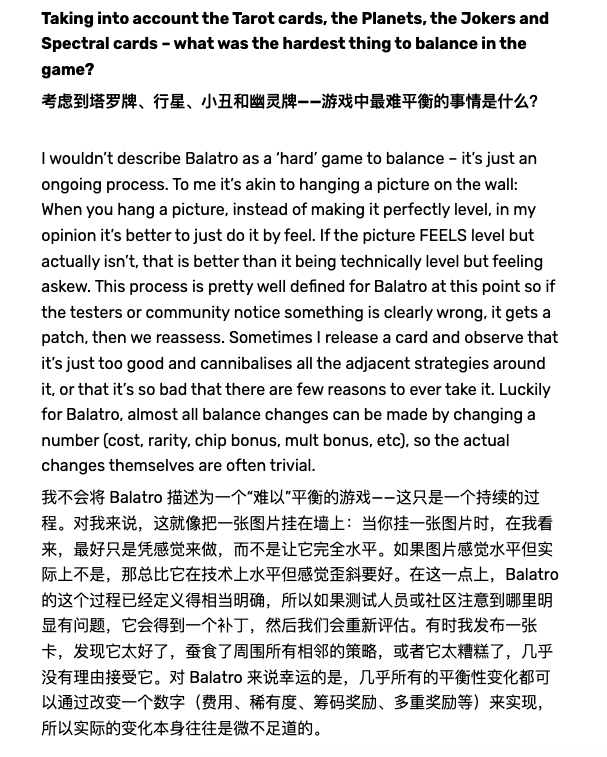 Taking into account the Tarot cards, the Planets, the Jokers and
Spectral cards – what was the hardest thing to balance in the
game?
考虑到塔罗牌、行星、小丑和幽灵牌——游戏中最难平衡的事情是什么？
I wouldn’t describe Balatro as a ‘hard’ game to balance – it’s just an
ongoing process. To me it’s akin to hanging a picture on the wall:
When you hang a picture, instead of making it perfectly level, in my
opinion it’s better to just do it by feel. If the picture FEELS level but
actually isn’t, that is better than it being technically level but feeling
askew. This process is pretty well defined for Balatro at this point so if
the testers or community notice something is clearly wrong, it gets a
patch, then we reassess. Sometimes I release a card and observe that
it’s just too good and cannibalises all the adjacent strategies around
it, or that it’s so bad that there are few reasons to ever take it. Luckily
for Balatro, almost all balance changes can be made by changing a
number (cost, rarity, chip bonus, mult bonus, etc), so the actual
changes themselves are often trivial.
我不会将 Balatro 描述为一个“难以”平衡的游戏——这只是一个持续的过
程。对我来说，这就像把一张图片挂在墙上：当你挂一张图片时，在我看
来，最好只是凭感觉来做，而不是让它完全水平。如果图片感觉水平但实
际上不是，那总比它在技术上水平但感觉歪斜要好。在这一点上，Balatro
的这个过程已经定义得相当明确，所以如果测试人员或社区注意到哪里明
显有问题，它会得到一个补丁，然后我们会重新评估。有时我发布一张
卡，发现它太好了，蚕食了周围所有相邻的策略，或者它太糟糕了，几乎
没有理由接受它。对 Balatro 来说幸运的是，几乎所有的平衡性变化都可
以通过改变一个数字（费用、稀有度、筹码奖励、多重奖励等）来实现，
所以实际的变化本身往往是微不足道的。